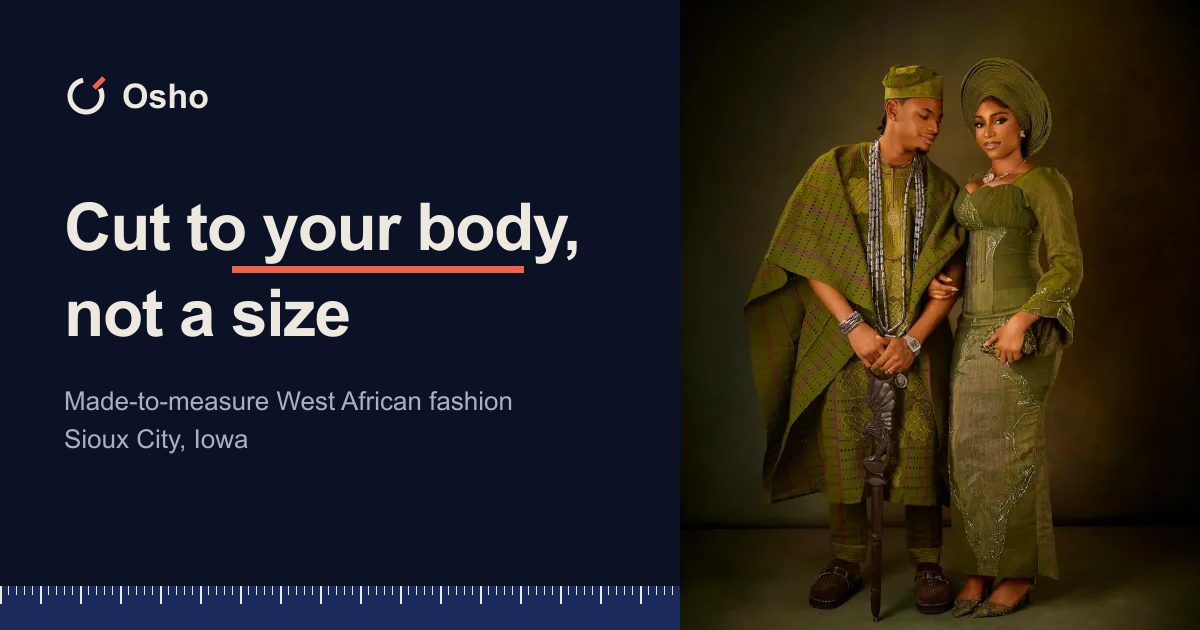 Osho
Cut to your body,
not a size
Made-to-measure West African fashion
Sioux City, Iowa